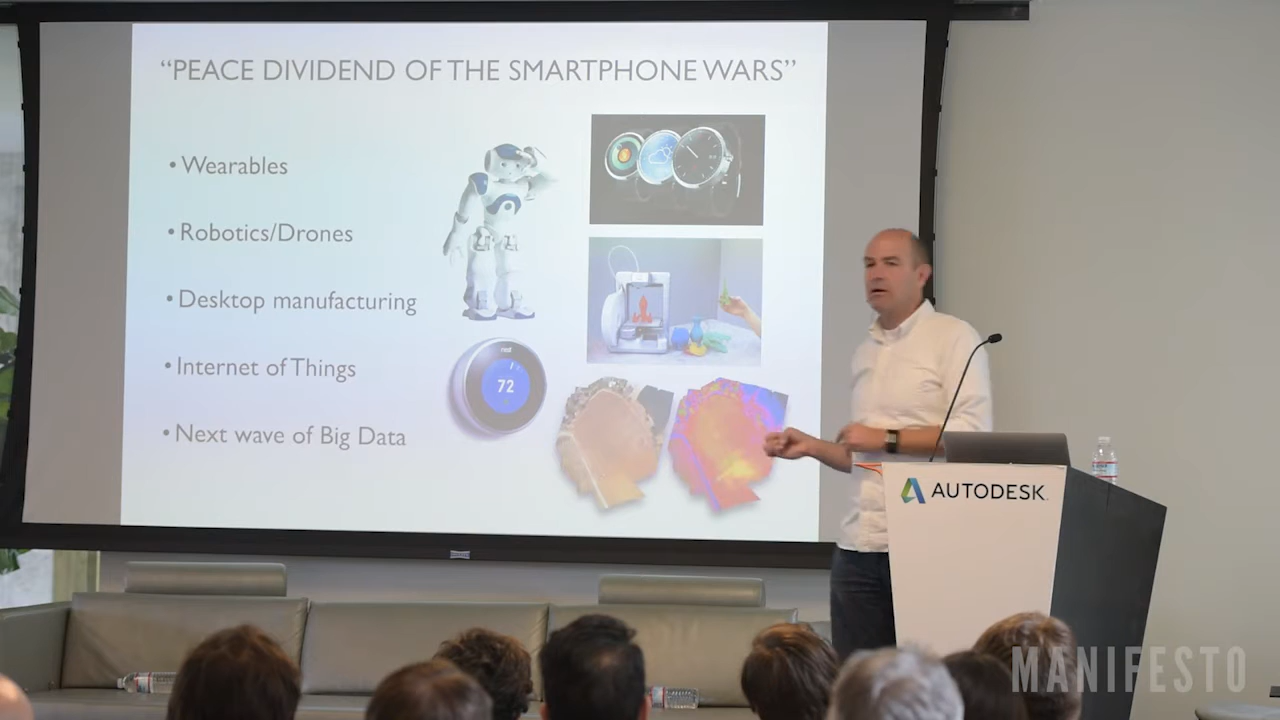 “PEACE DIVIDEND OF THE SMARTPHONE WARS”
• Wearables
• Robotics/Drones
• Desktop manufacturing
• Internet of Things
• Next wave of Big Data
nest
72
AUTODESK
MANIFESTO